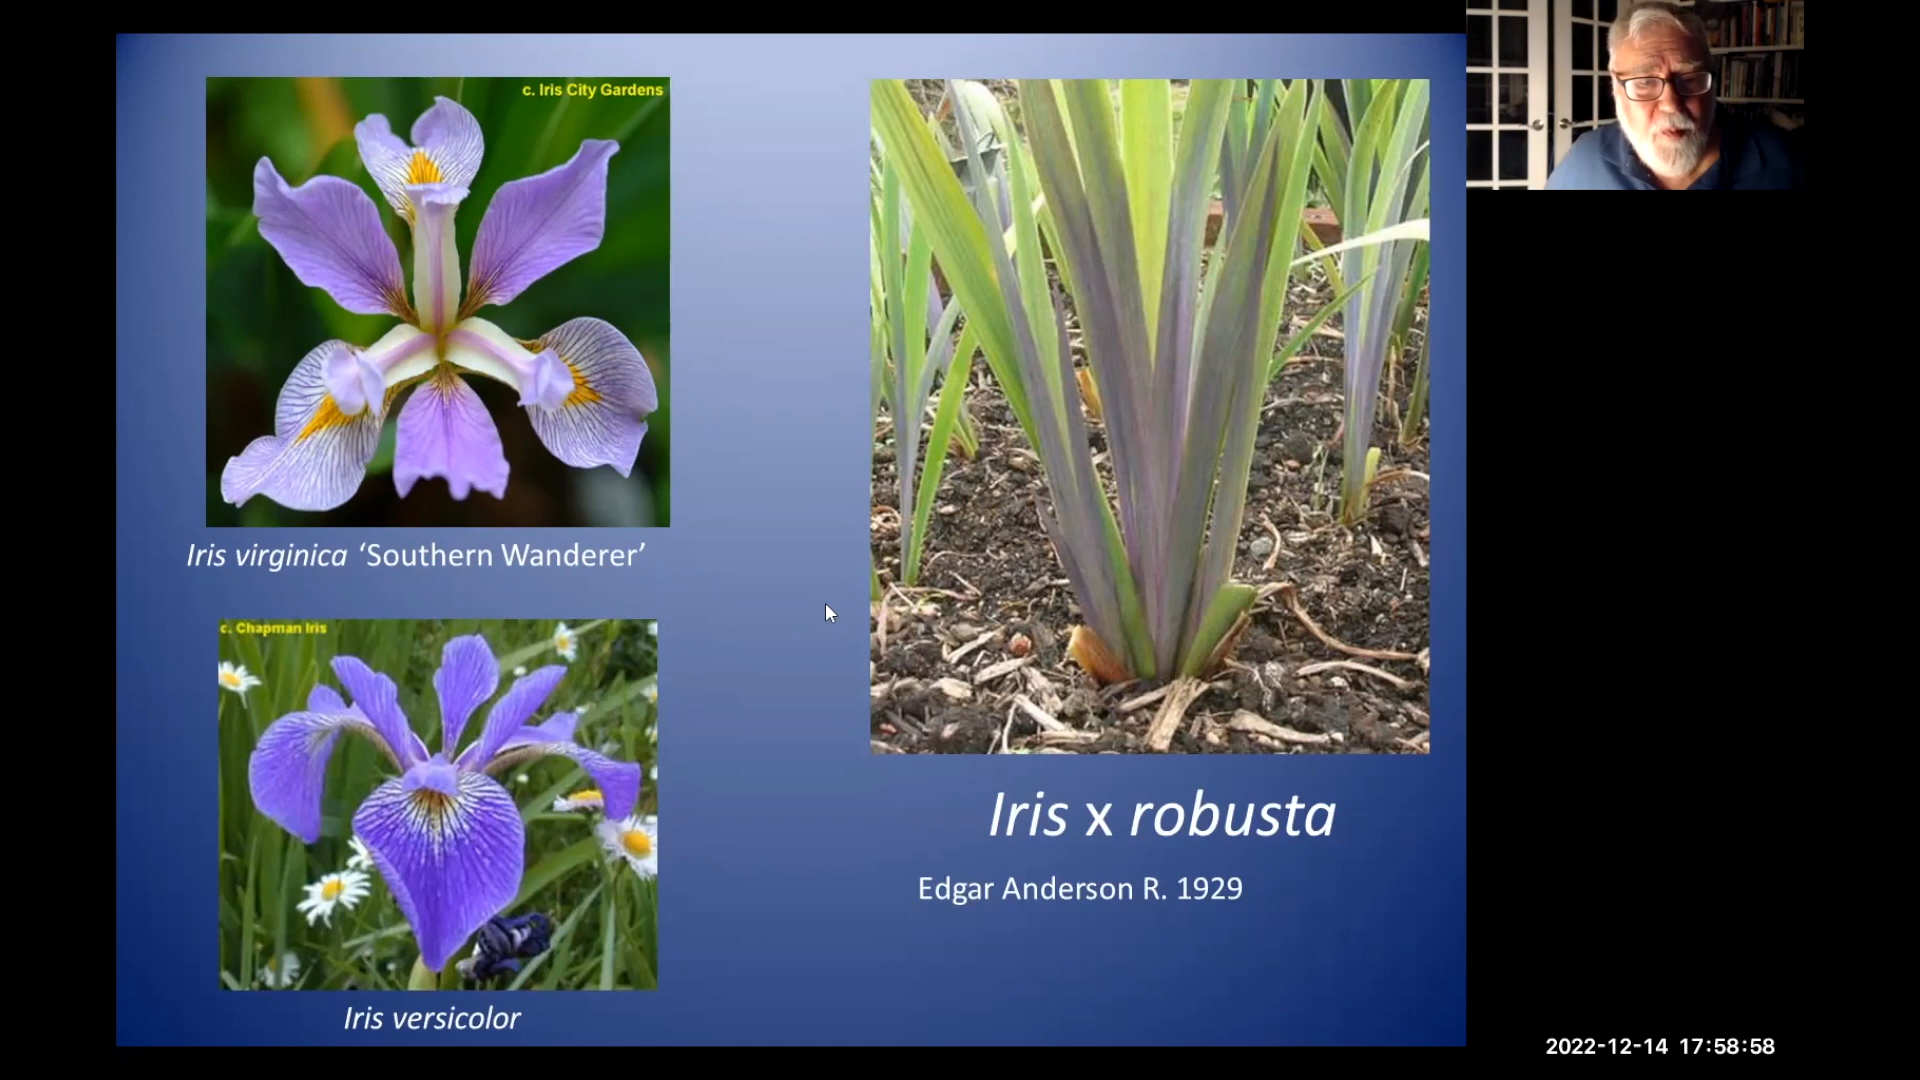 c. Iris City Gardens
Iris virginica ‘Southern Wanderer’
c. Chapman Iris
Iris versicolor
Iris x robusta
Edgar Anderson R. 1929
2022-12-14 17:58:58